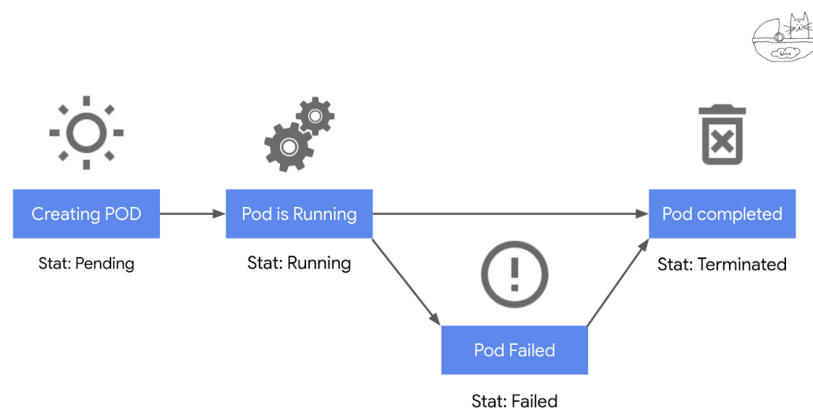 Creating POD
Pod is Running
Pod completed
Stat: Pending
Stat: Running
Stat: Terminated
Pod Failed
Stat: Failed